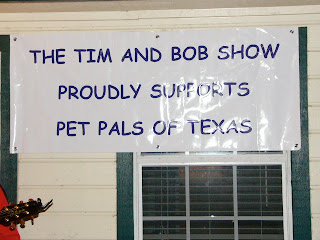 THE TIM AND BOB SHOW
PROUDLY SUPPORTS
PET PALS OF TEXAS